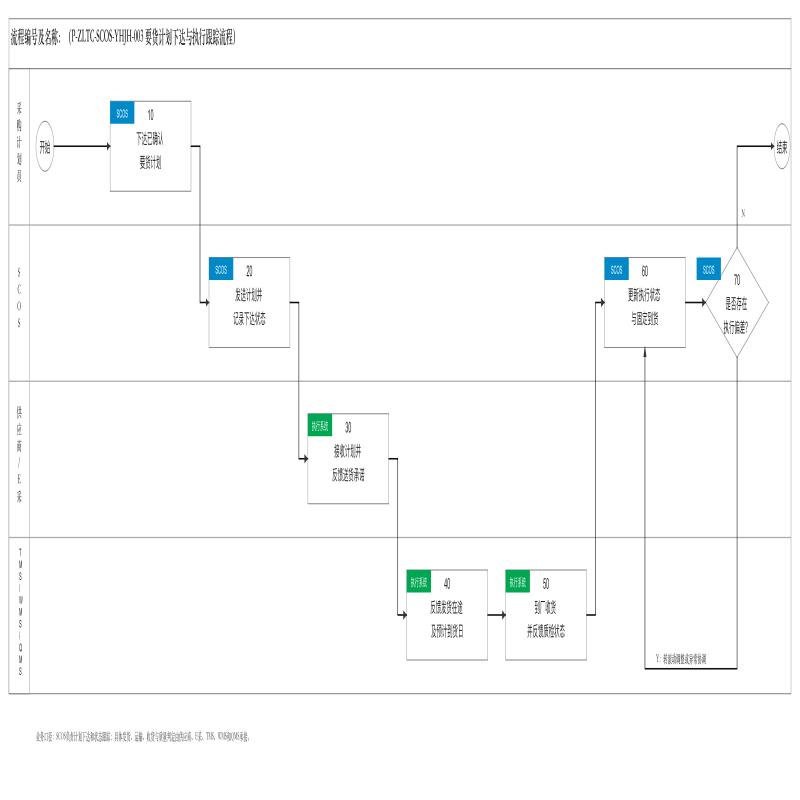 流程编号及名称: （P-ZLTC-SCOS-YHJH-003 要货计划下达与执行跟踪流程）
采购计划员
开始
SCOS
10
下达已确认
要货计划
结束
N
SCOS
SCOS
20
发送计划并
记录下达状态
SCOS
60
更新执行状态
与固定到货
SCOS
70
是否存在
执行偏差?
供应商/E采
执行系统
30
接收计划并
反馈送货承诺
TMS/WMS/QMS
执行系统
40
反馈发货在途
及预计到货日
执行系统
50
到厂收货
并反馈质检状态
Y: 转波动调整或异常协调
业务口径: SCOS负责计划下达和状态跟踪; 具体发货、运输、收货与质量判定由供应商、E采、TMS、WMS和QMS承接。